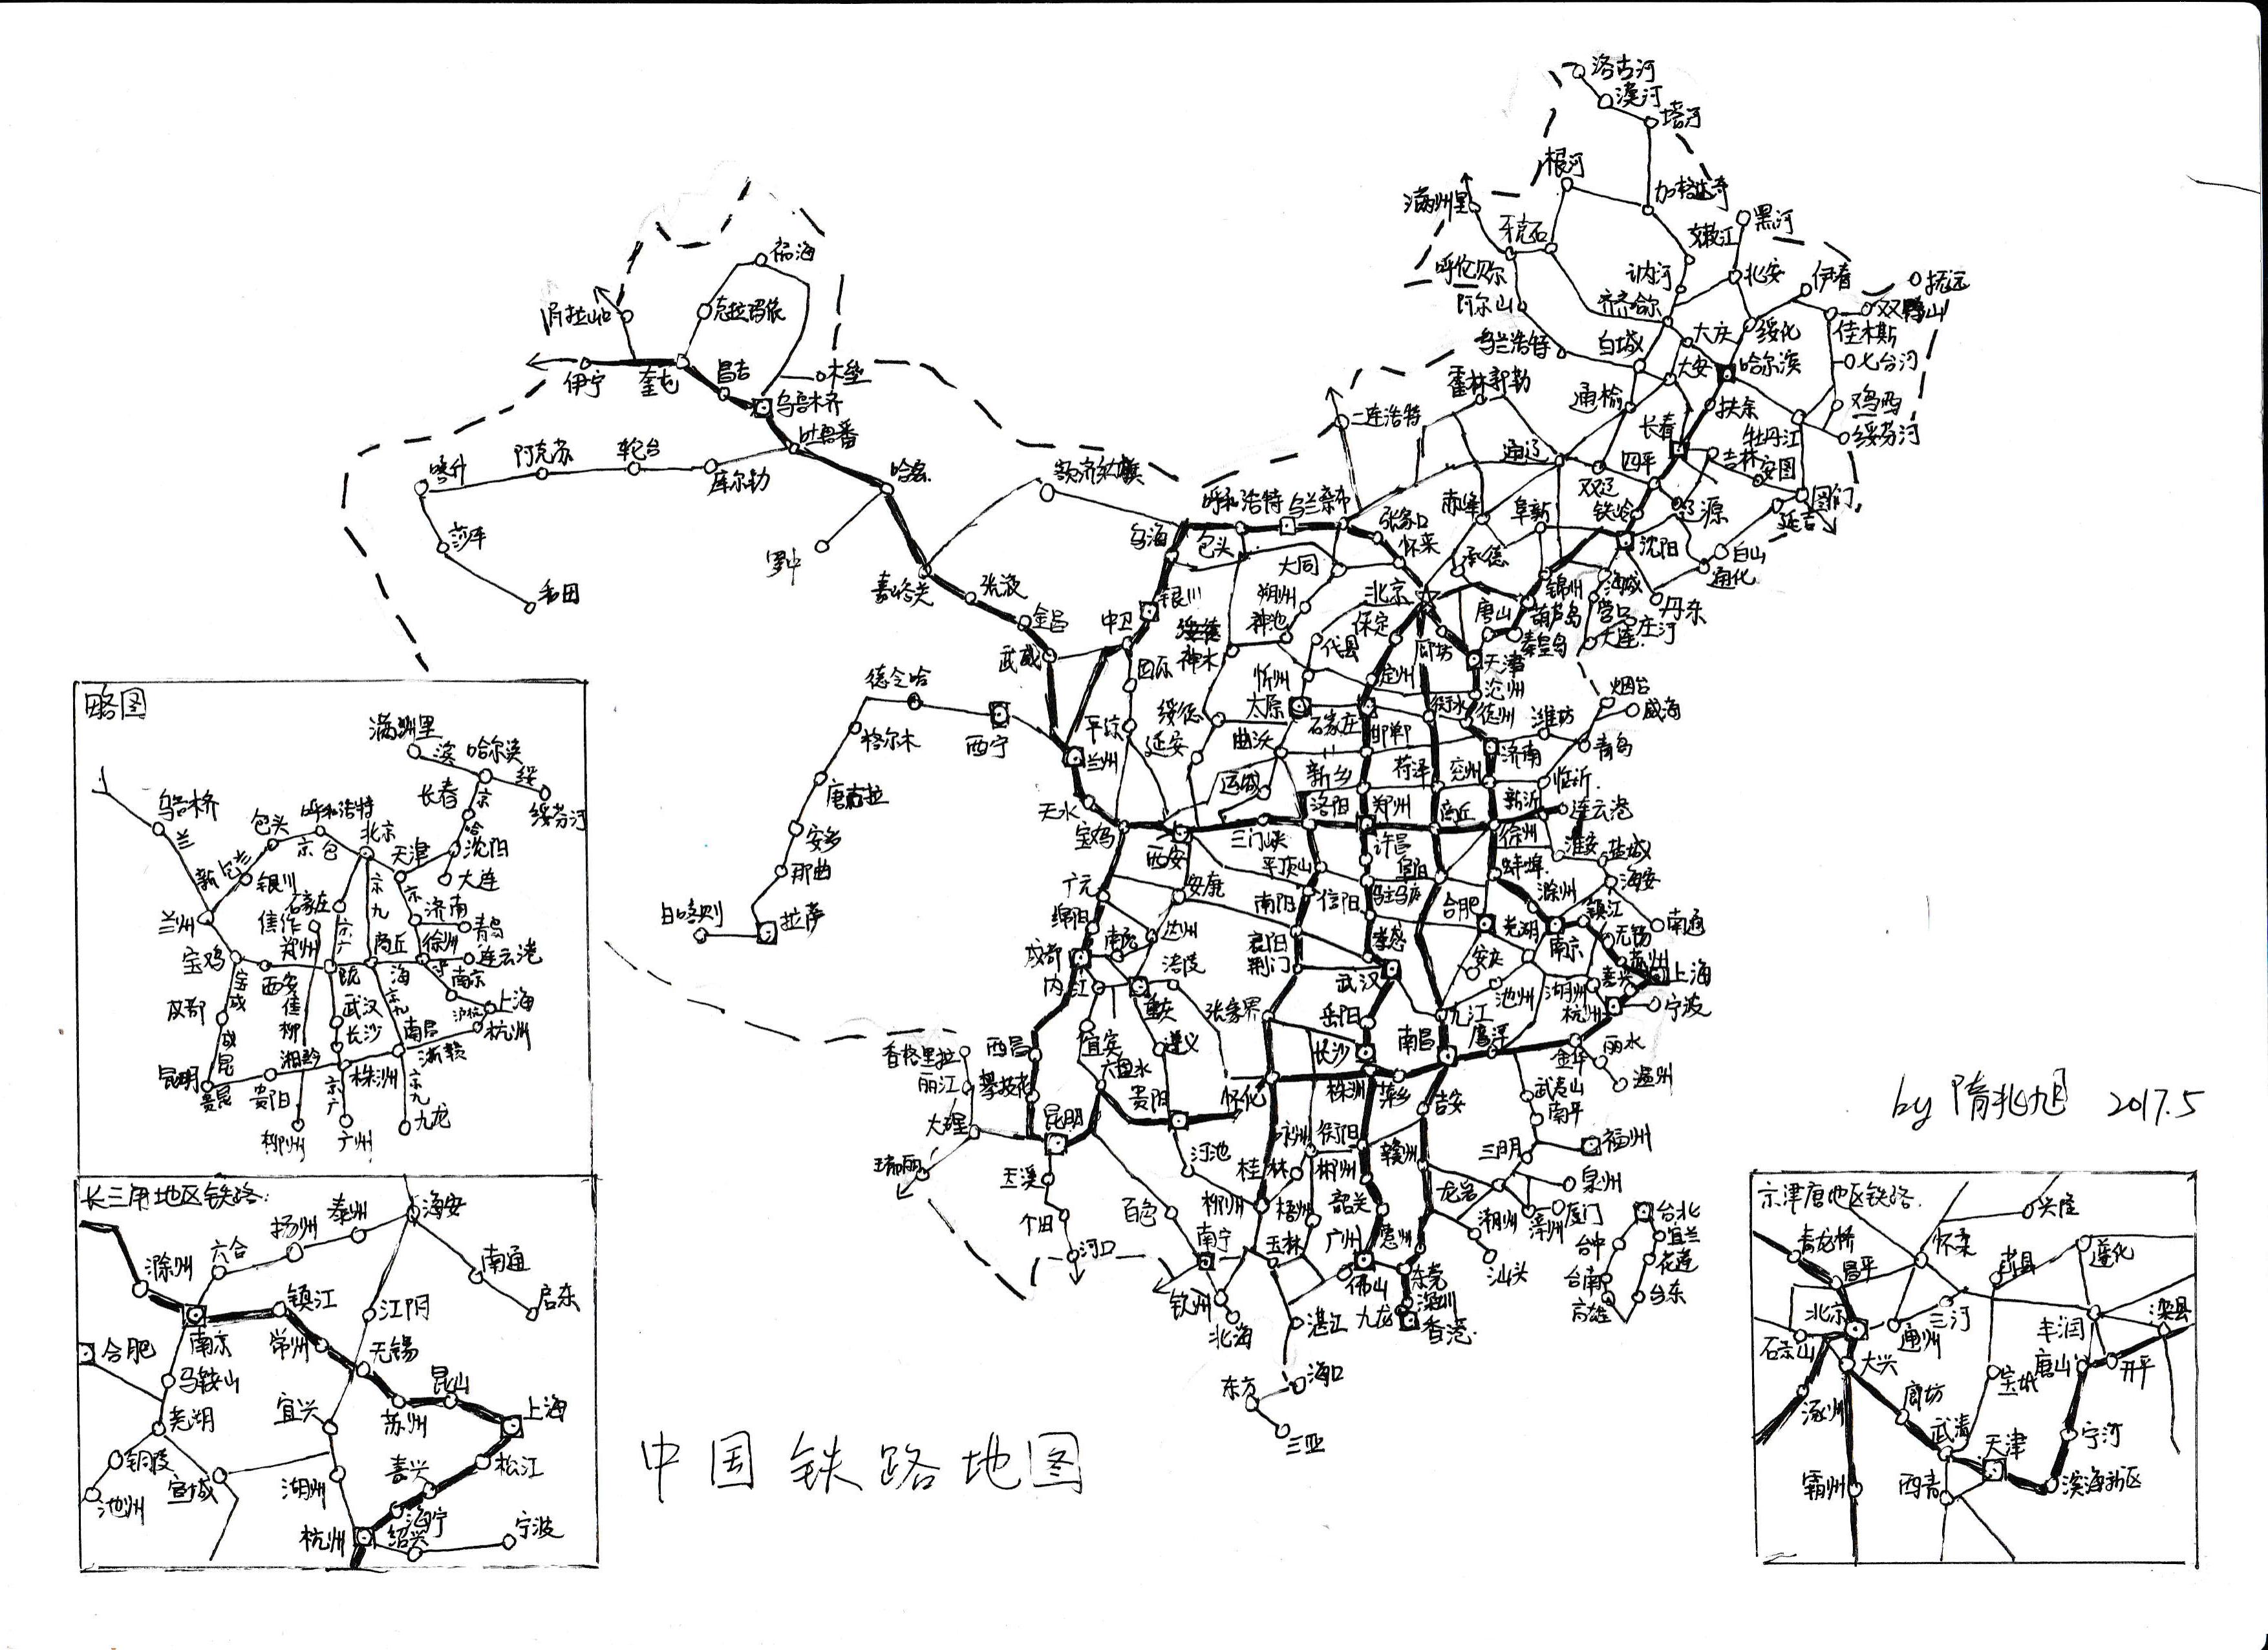 洛古河
漠河
塔河
根河
加格达奇
满州里
牙克石
嫩江
黑河
呼伦贝尔
讷河
北安
伊春
抚远
阿尔山
齐齐哈尔
双鸭山
福海
克拉玛依
乌兰浩特
白城
大庆
绥化
佳木斯
伊宁
奎屯
昌吉
木垒
大安
哈尔滨
七台河
乌鲁木齐
霍林郭勒
通榆
扶余
鸡西
二连浩特
长春
牡丹江
绥芬河
吐鲁番
阿克苏
轮台
库尔勒
哈密
额济纳旗
通辽
四平
吉林
安图
双辽
图们
呼和浩特
乌兰察布
赤峰
阜新
铁岭
辽源
延吉
莎车
张家口
乌海
包头
怀来
承德
沈阳
白山
通化
大同
和田
嘉峪关
张掖
银川
朔州
北京
锦州
海城
丹东
金昌
中卫
神池
保定
唐山
葫芦岛
营口
庄河
武威
固原
神木
代县
廊坊
秦皇岛
大连
天津
德令哈
忻州
定州
沧州
烟台
西宁
格尔木
平凉
绥德
太原
石家庄
衡水
德州
潍坊
威海
兰州
延安
曲沃
邯郸
济南
青岛
唐古拉
运城
新乡
菏泽
兖州
临沂
天水
洛阳
郑州
商丘
新沂
连云港
安多
宝鸡
西安
三门峡
许昌
徐州
淮安
盐城
那曲
平顶山
阜阳
蚌埠
海安
广元
安康
南阳
信阳
驻马店
滁州
日喀则
拉萨
绵阳
合肥
芜湖
镇江
南通
成都
达州
襄阳
孝感
南京
无锡
荆门
安庆
苏州
上海
内江
涪陵
武汉
池州
湖州
嘉兴
重庆
张家界
岳阳
九江
杭州
宁波
香格里拉
西昌
宜宾
遵义
长沙
南昌
鹰潭
金华
丽水
丽江
攀枝花
六盘水
贵阳
怀化
株洲
萍乡
吉安
武夷山
温州
大理
昆明
永州
衡阳
南平
瑞丽
玉溪
河池
桂林
郴州
赣州
三明
福州
个旧
百色
柳州
梧州
韶关
龙岩
泉州
河口
南宁
玉林
广州
惠州
潮州
漳州
厦门
台北
宜兰
台中
花莲
钦州
佛山
东莞
汕头
台南
北海
湛江
九龙
深圳
香港
高雄
台东
东方
海口
三亚
中国铁路地图
by 隋兆旭 2017.5
略图
满洲里
滨
哈尔滨
绥
长春
京
绥芬河
乌鲁木齐
兰
包头
呼和浩特
北京
哈
京包
天津
沈阳
新
包兰
银川
大连
石家庄
京九
京
济南
兰州
焦作
京广
青岛
郑州
商丘
徐州
连云港
宝鸡
西安
陇
海
南京
宝成
焦柳
武汉
京九
上海
成都
长沙
南昌
沪杭
杭州
成昆
湘黔
浙赣
昆明
贵昆
贵阳
株洲
京广
京九
柳州
广州
九龙
长三角地区铁路:
海安
泰州
扬州
六合
滁州
南通
启东
镇江
江阴
合肥
南京
常州
无锡
马鞍山
昆山
芜湖
宜兴
苏州
上海
铜陵
宣城
湖州
嘉兴
松江
池州
海宁
杭州
绍兴
宁波
京津唐地区铁路.
兴隆
青龙桥
怀柔
昌平
蓟县
遵化
北京
三河
滦县
石景山
通州
丰润
大兴
唐山
开平
涿州
廊坊
宝坻
武清
天津
宁河
霸州
西青
滨海新区